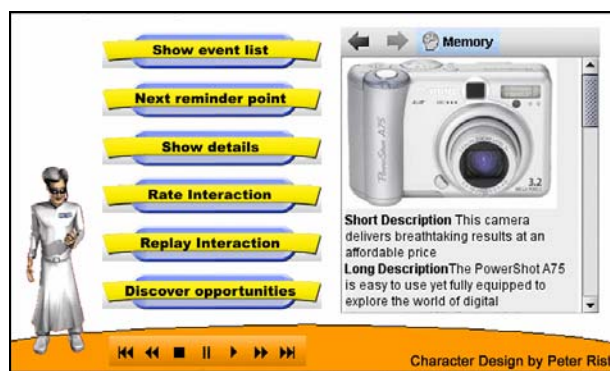 Show event list
Next reminder point
Show details
Rate Interaction
Replay Interaction
Discover opportunities
Memory
PowerShot A75
3.2
Short Description This camera
delivers breathtaking results at an
affordable price
Long DescriptionThe PowerShot A75
is easy to use yet fully equipped to
explore the world of digital
Character Design by Peter Rist